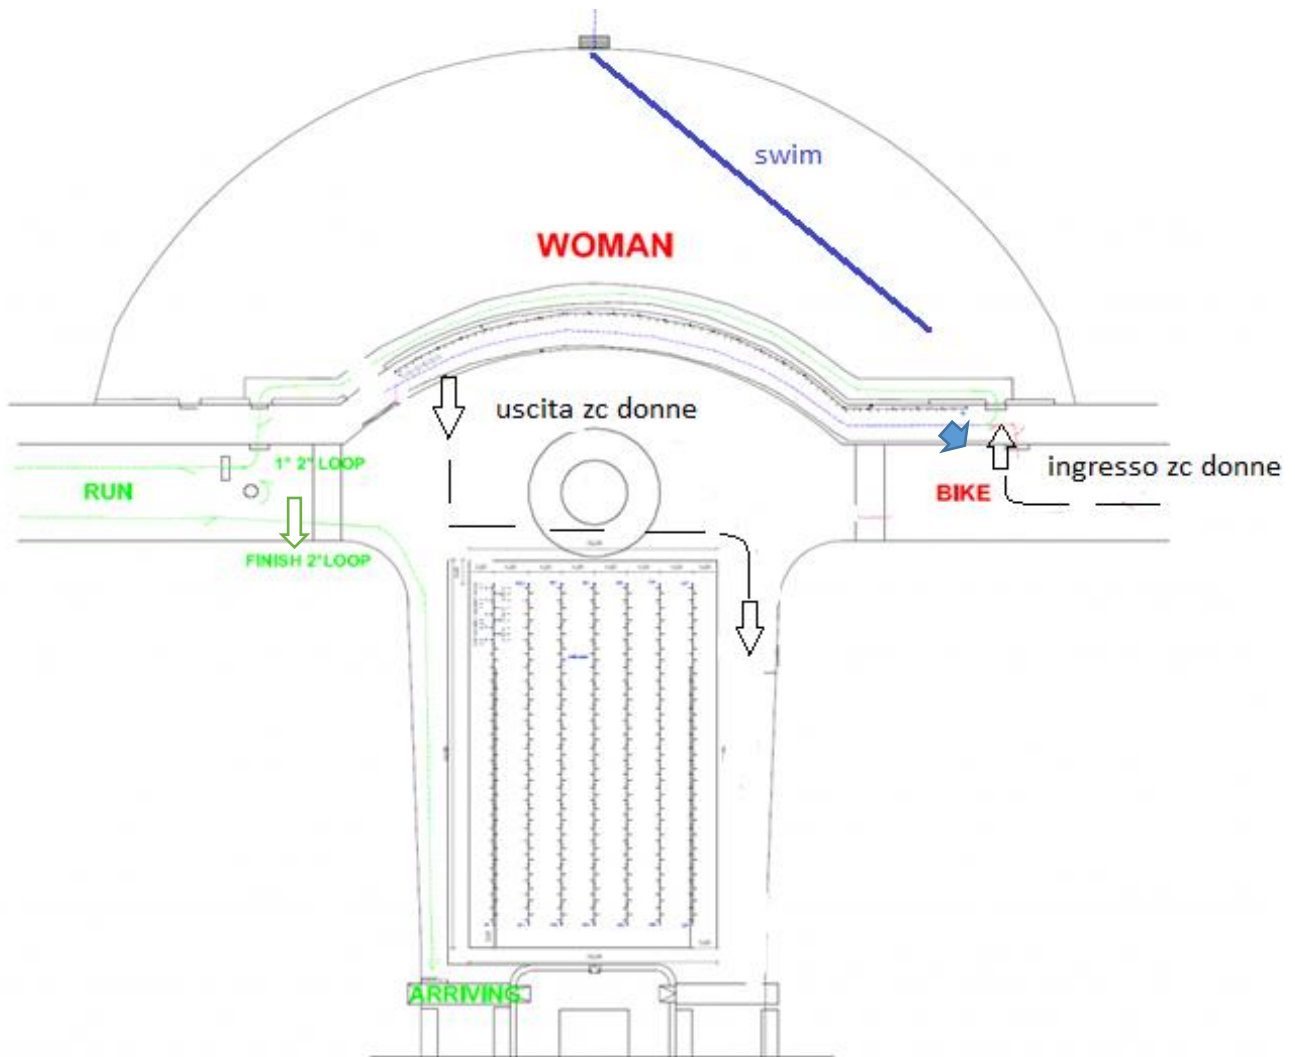 swim
WOMAN
uscita zc donne
1° 2° LOOP
ingresso zc donne
RUN
BIKE
FINISH 2°LOOP
ARRIVING